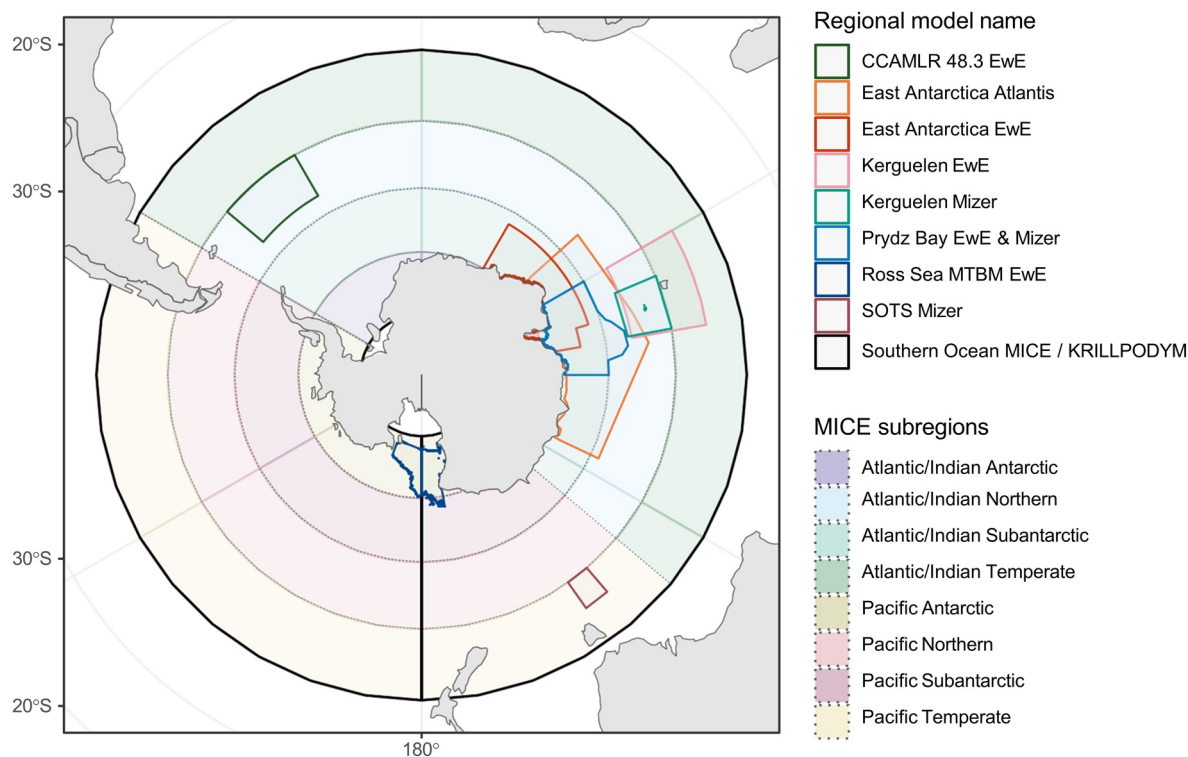 20°S
30°S
30°S
20°S
180°
Regional model name
CCAMLR 48.3 EwE
East Antarctica Atlantis
East Antarctica EwE
Kerguelen EwE
Kerguelen Mizer
Prydz Bay EwE & Mizer
Ross Sea MTBM EwE
SOTS Mizer
Southern Ocean MICE / KRILLPODYM
MICE subregions
Atlantic/Indian Antarctic
Atlantic/Indian Northern
Atlantic/Indian Subantarctic
Atlantic/Indian Temperate
Pacific Antarctic
Pacific Northern
Pacific Subantarctic
Pacific Temperate